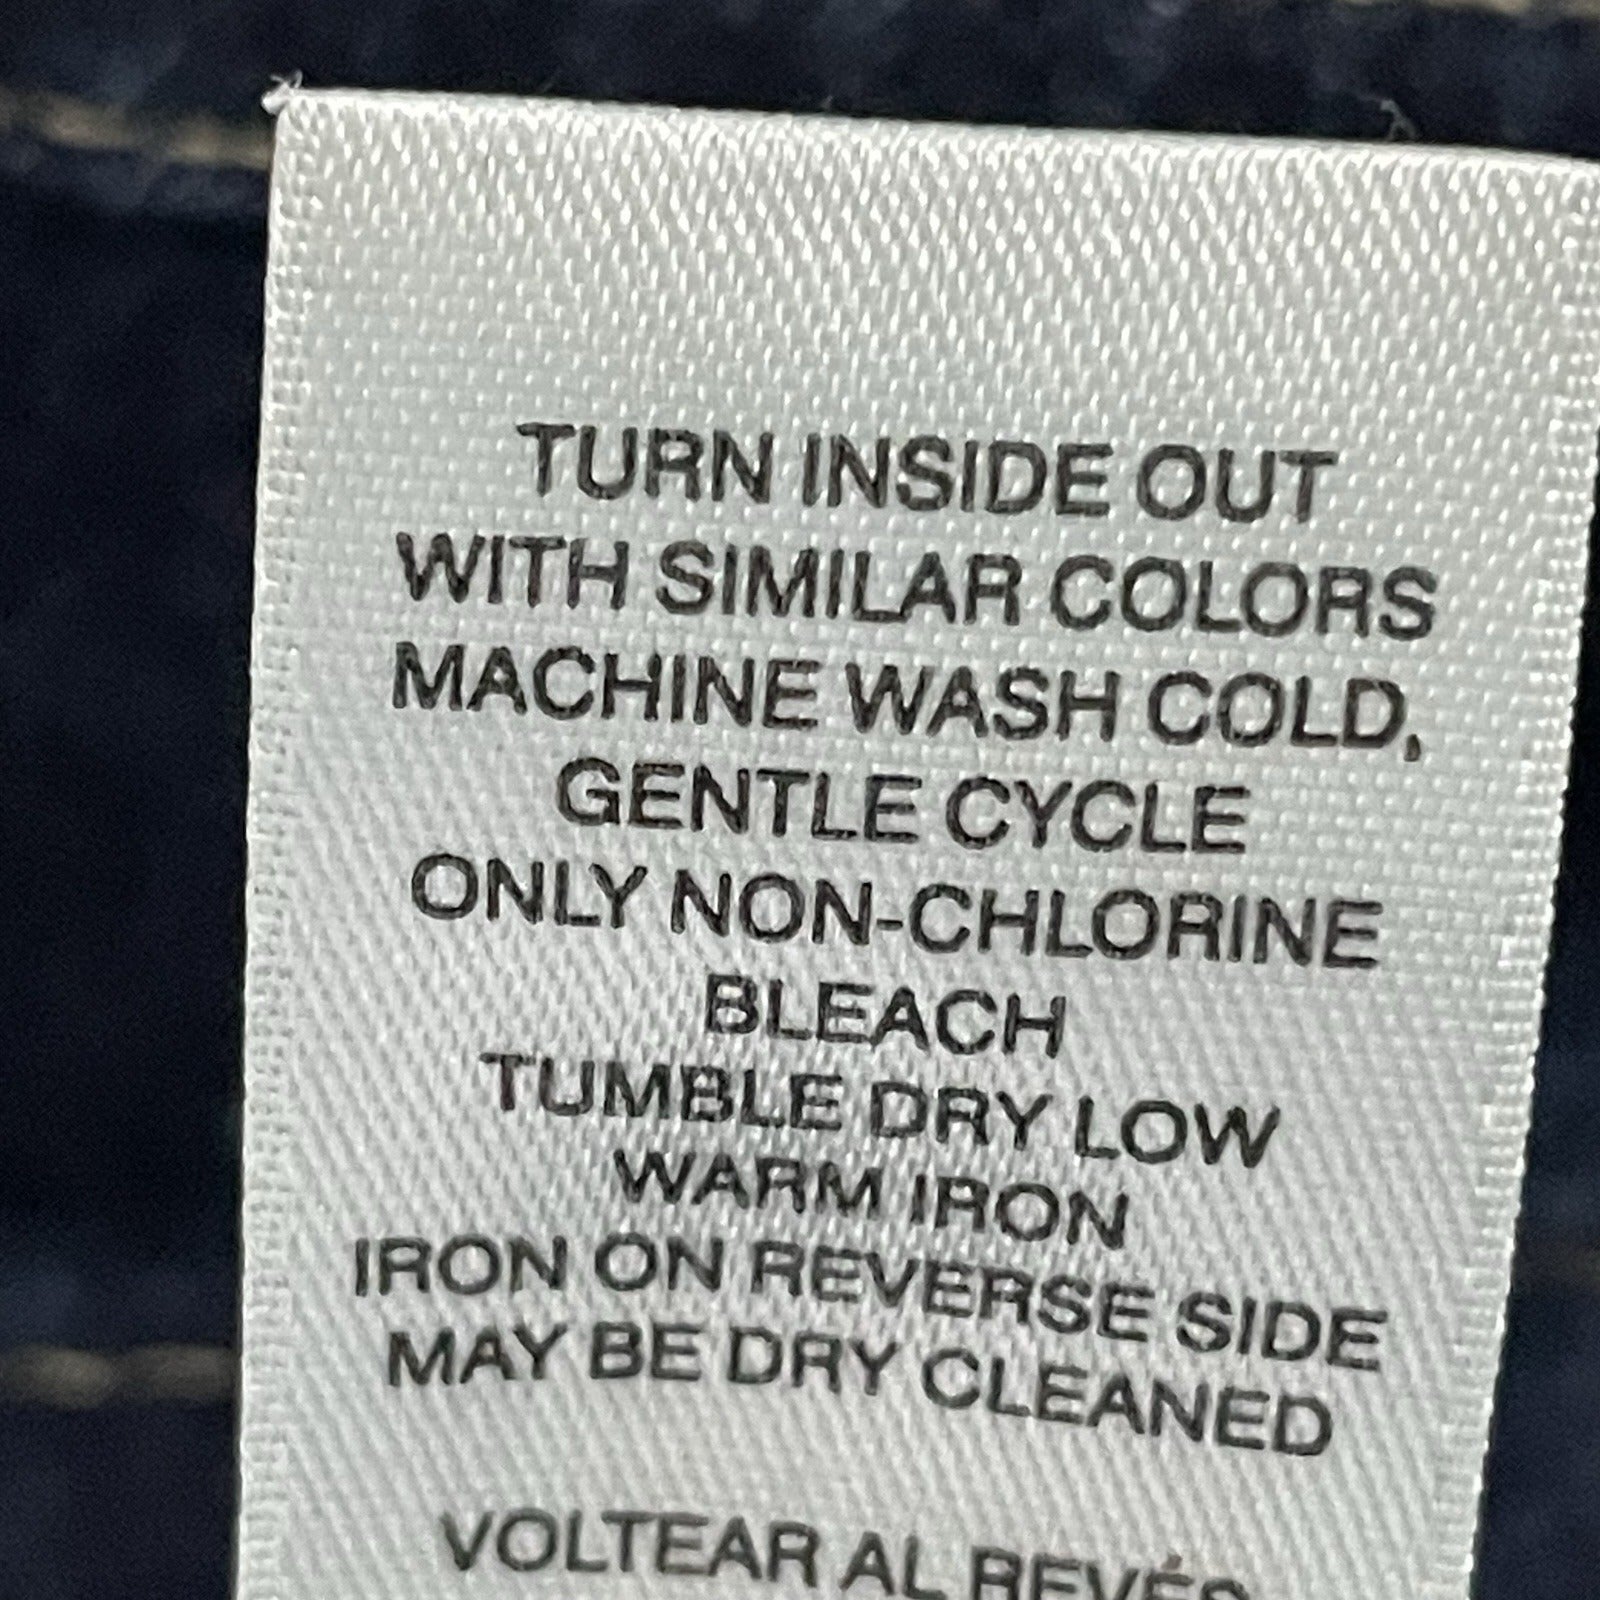 TURN INSIDE OUT
WITH SIMILAR COLORS
MACHINE WASH COLD,
GENTLE CYCLE
ONLY NON-CHLORINE
BLEACH
TUMBLE DRY LOW
WARM IRON
IRON ON REVERSE SIDE
MAY BE DRY CLEANED
VOLTEAR AL REVÉS